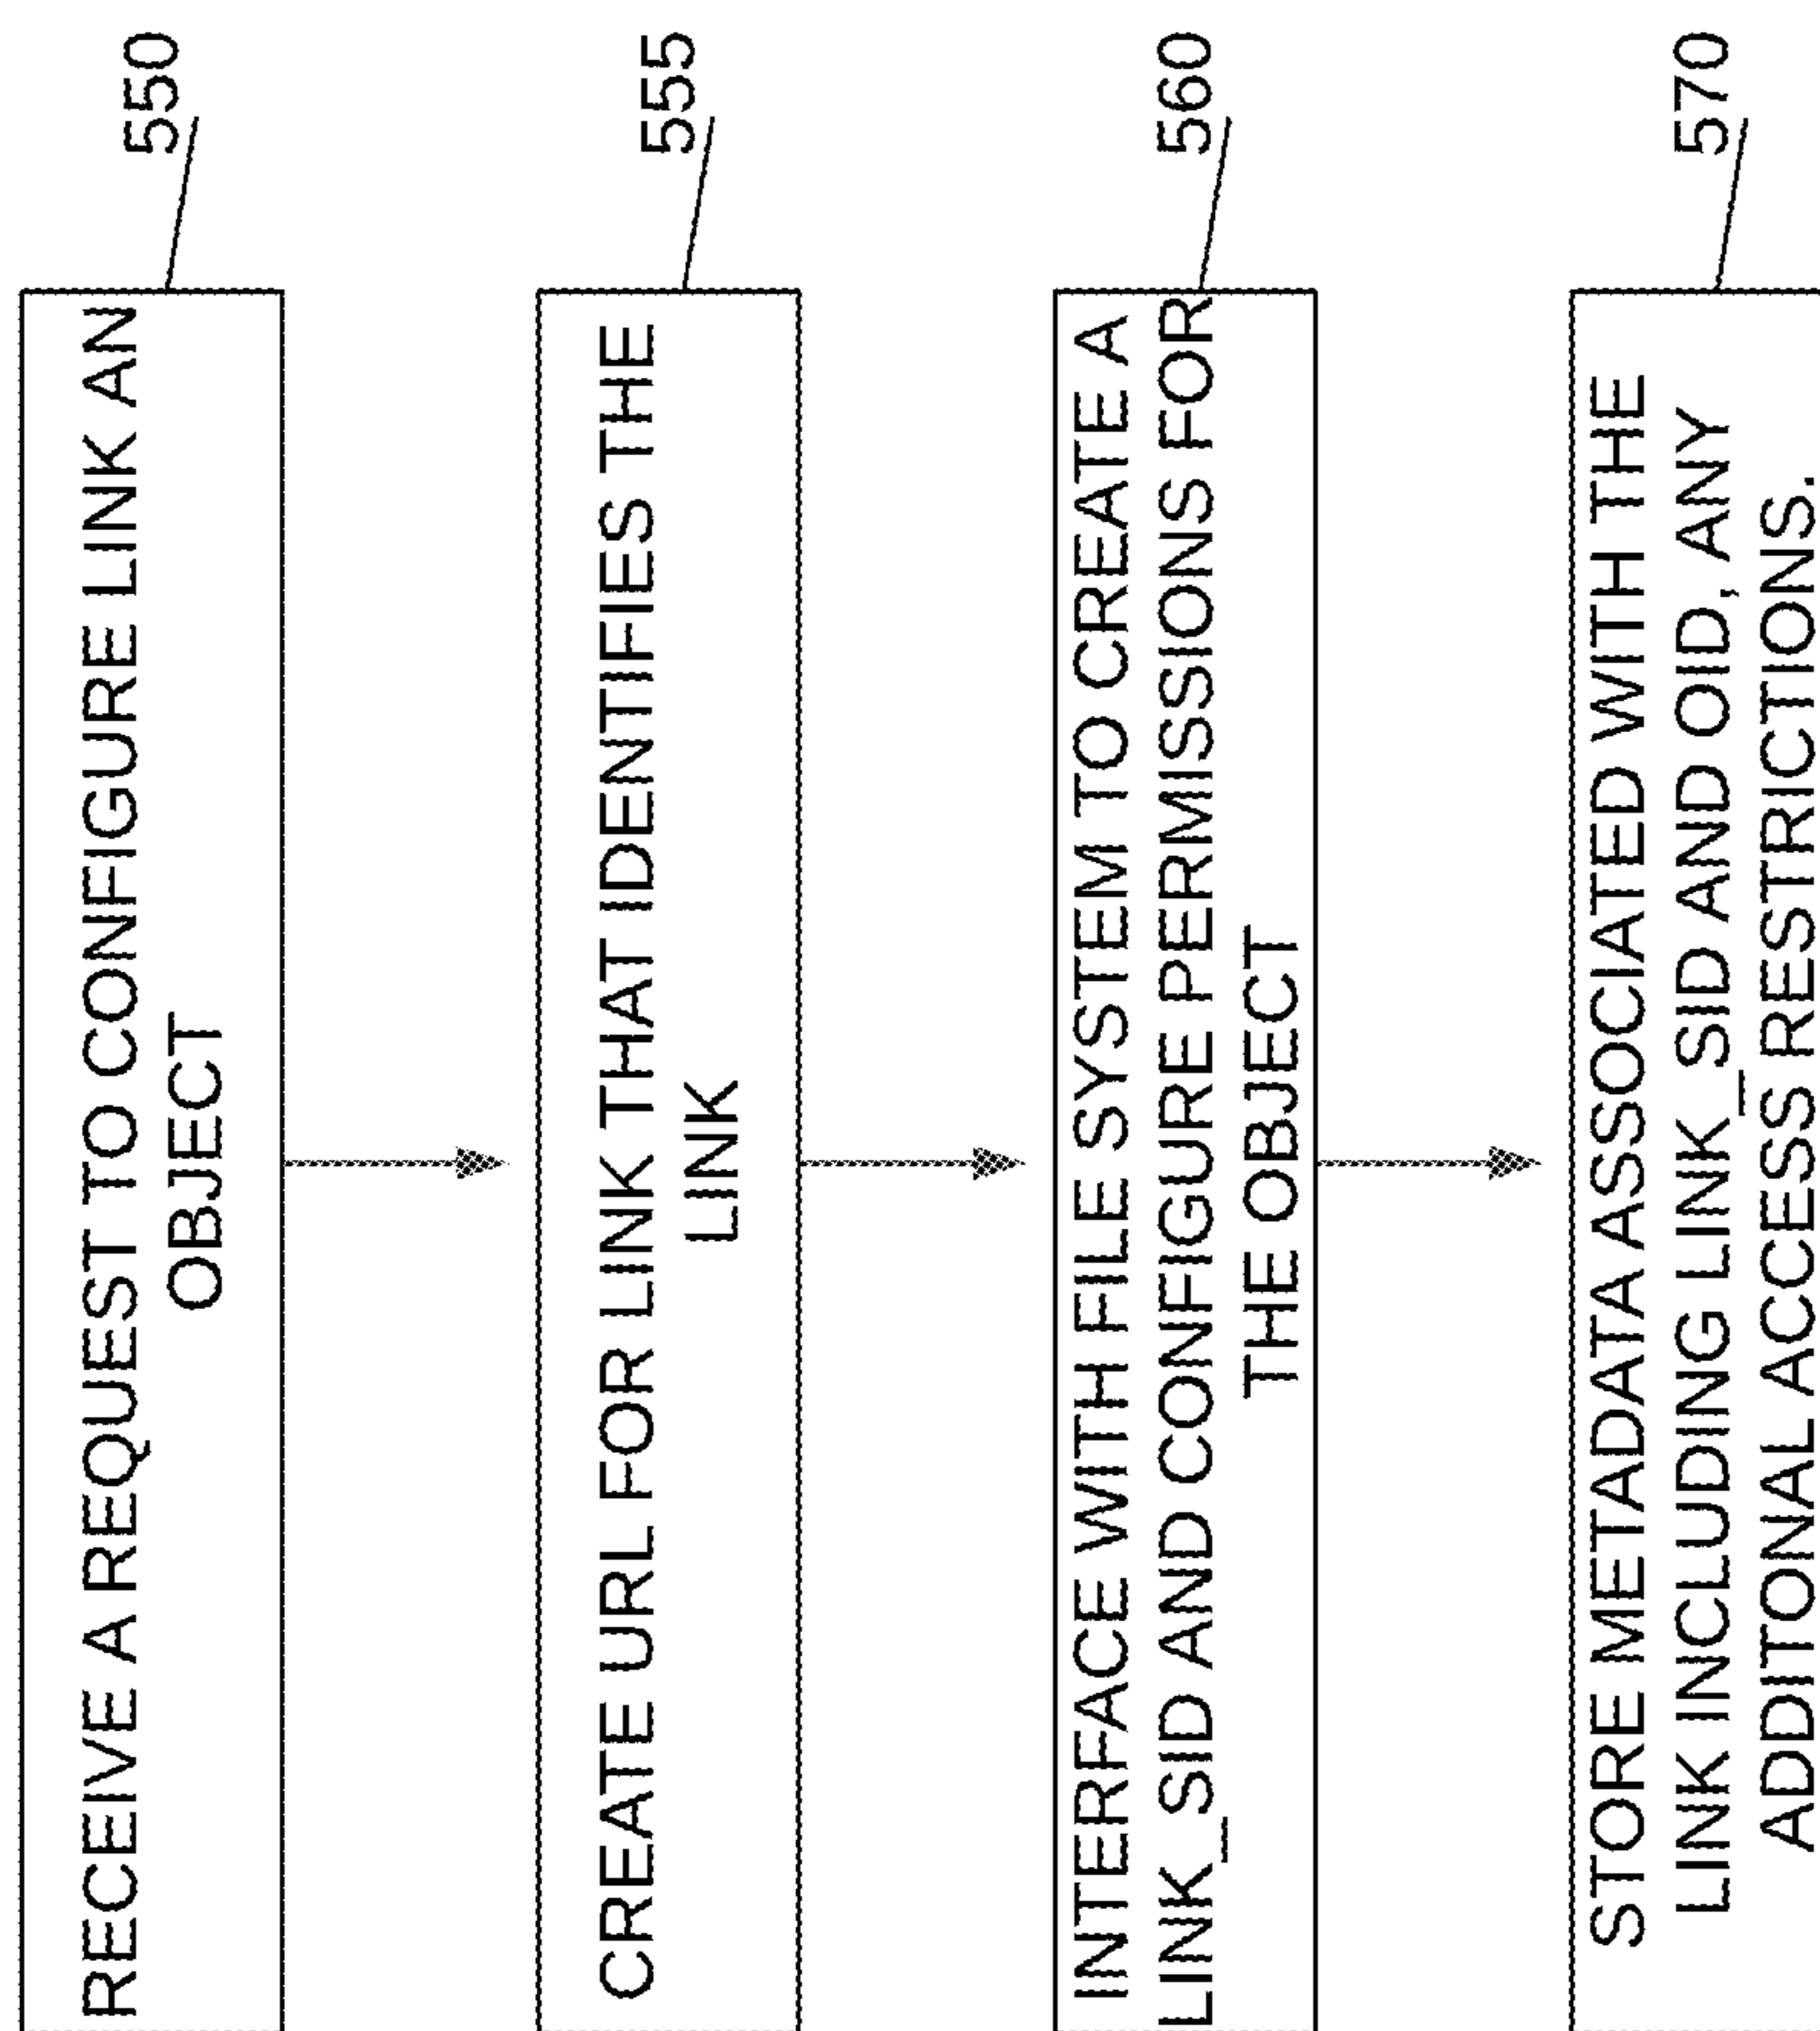 550
RECEIVE A REQUEST TO CONFIGURE LINK AN
OBJECT
555
CREATE URL FOR LINK THAT IDENTIFIES THE
LINK
560
INTERFACE WITH FILE SYSTEM TO CREATE A
LINK_SID AND CONFIGURE PERMISSIONS FOR
THE OBJECT
570
STORE METADATA ASSOCIATED WITH THE
LINK INCLUDING LINK_SID AND OID, ANY
ADDITONAL ACCESS RESTRICTIONS.